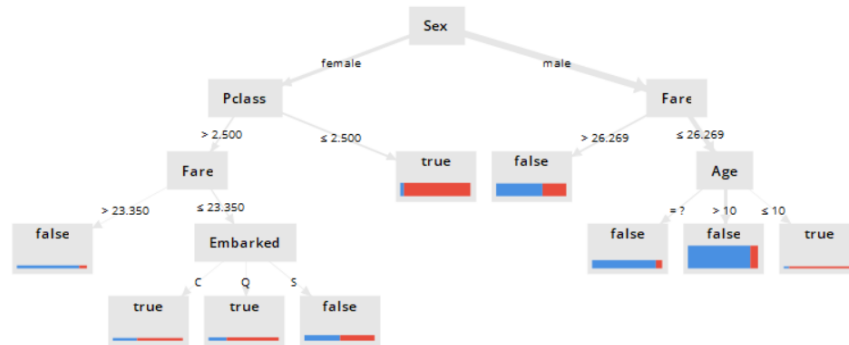 Sex
female
male
Pclass
Fare
> 2.500
≤ 2.500
> 26.269
≤ 26.269
Fare
true
false
Age
> 23.350
≤ 23.350
= ?
> 10
≤ 10
false
Embarked
false
false
true
C
Q
S
true
true
false